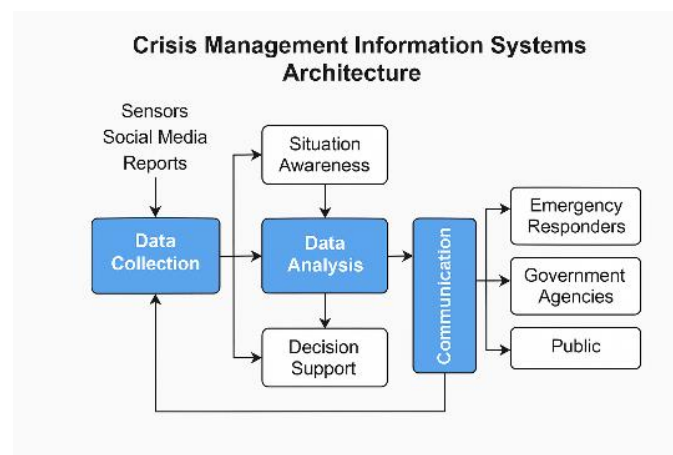 Crisis Management Information Systems
Architecture
Sensors
Social Media
Reports
Data
Collection
Situation
Awareness
Data
Analysis
Decision
Support
Communication
Emergency
Responders
Government
Agencies
Public